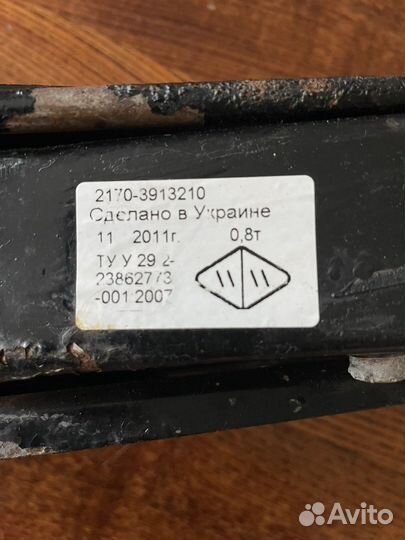 2170-3913210
Сделано в Украине
11 2011г. 0,8т
ТУ У 29 2-
23862773
-001 2007
Avito